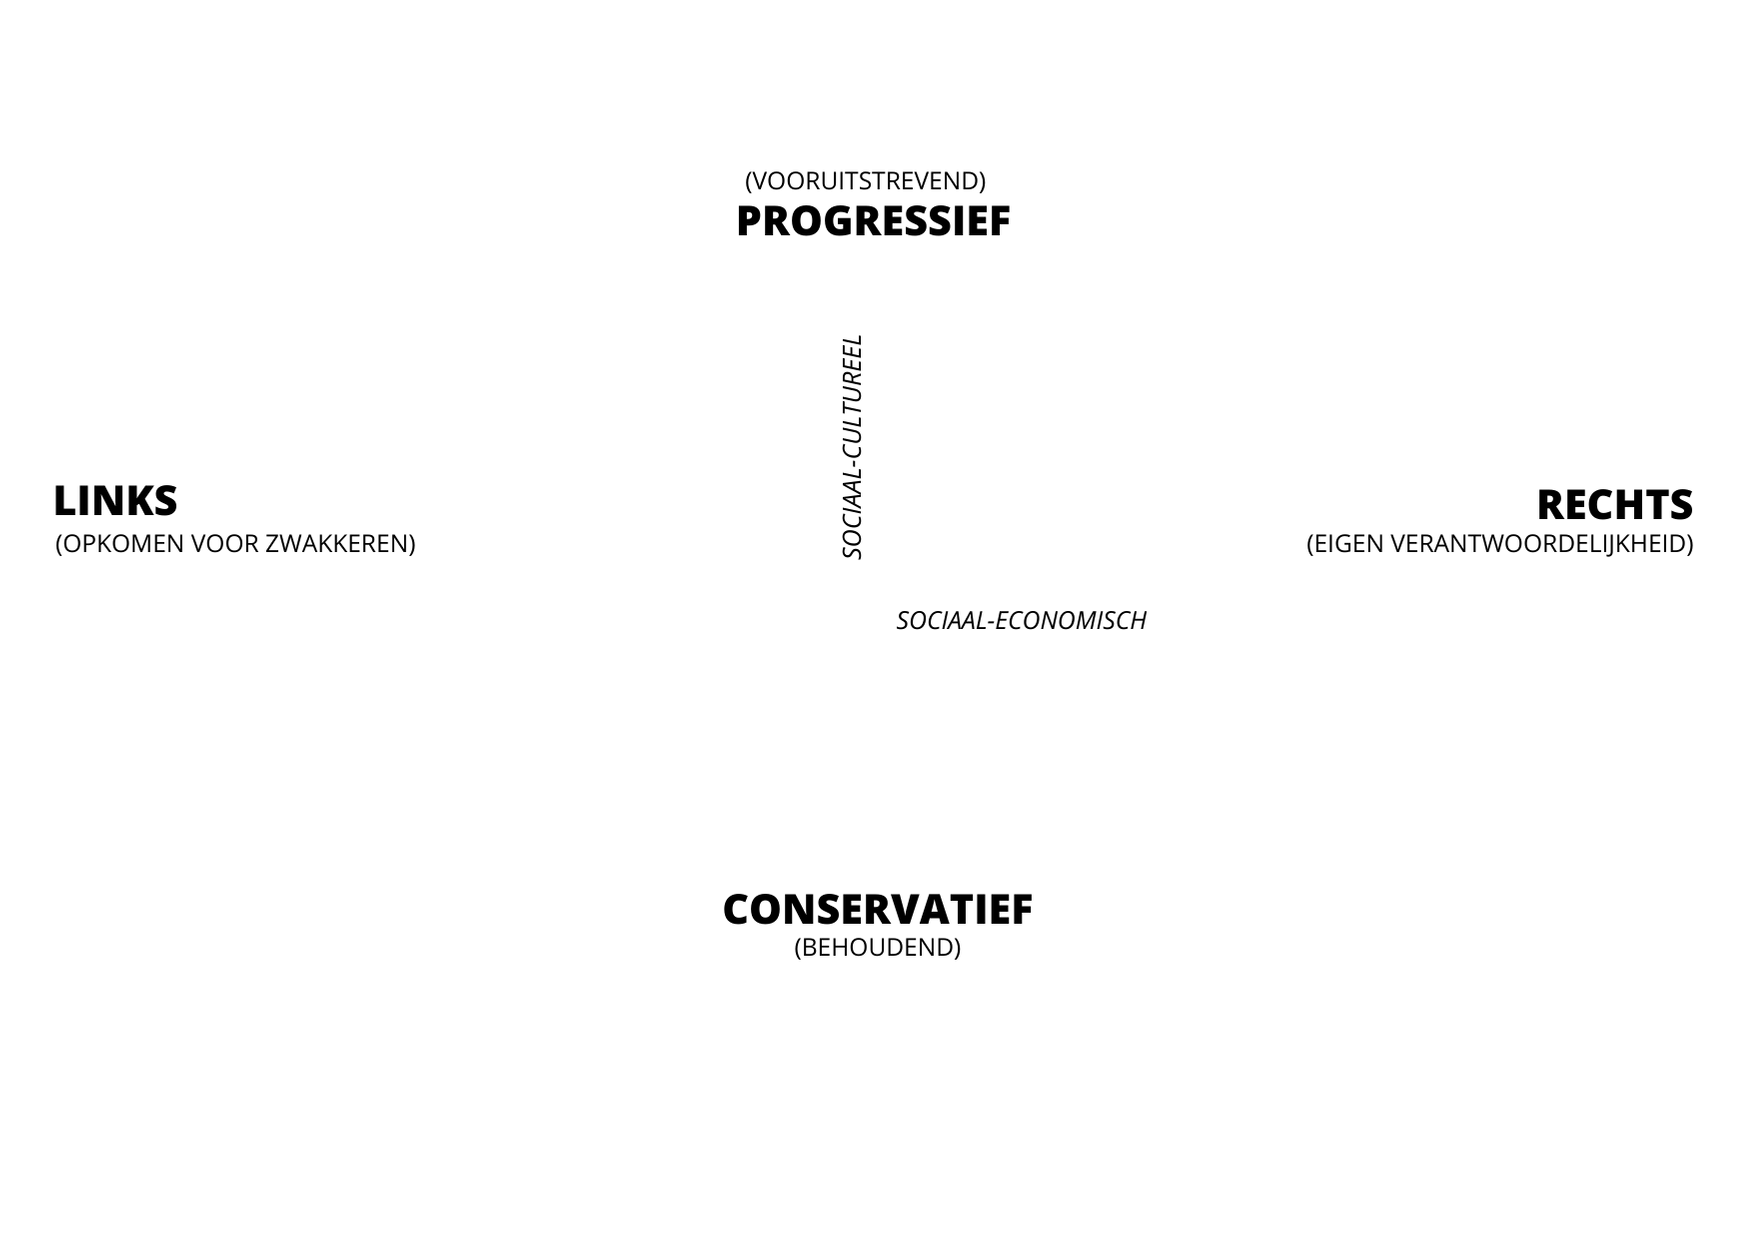 (VOORUITSTREVEND)
PROGRESSIEF
SOCIAAL-CULTUREEL
LINKS
(OPKOMEN VOOR ZWAKKEREN)
RECHTS
(EIGEN VERANTWOORDELIJKHEID)
SOCIAAL-ECONOMISCH
CONSERVATIEF
(BEHOUDEND)